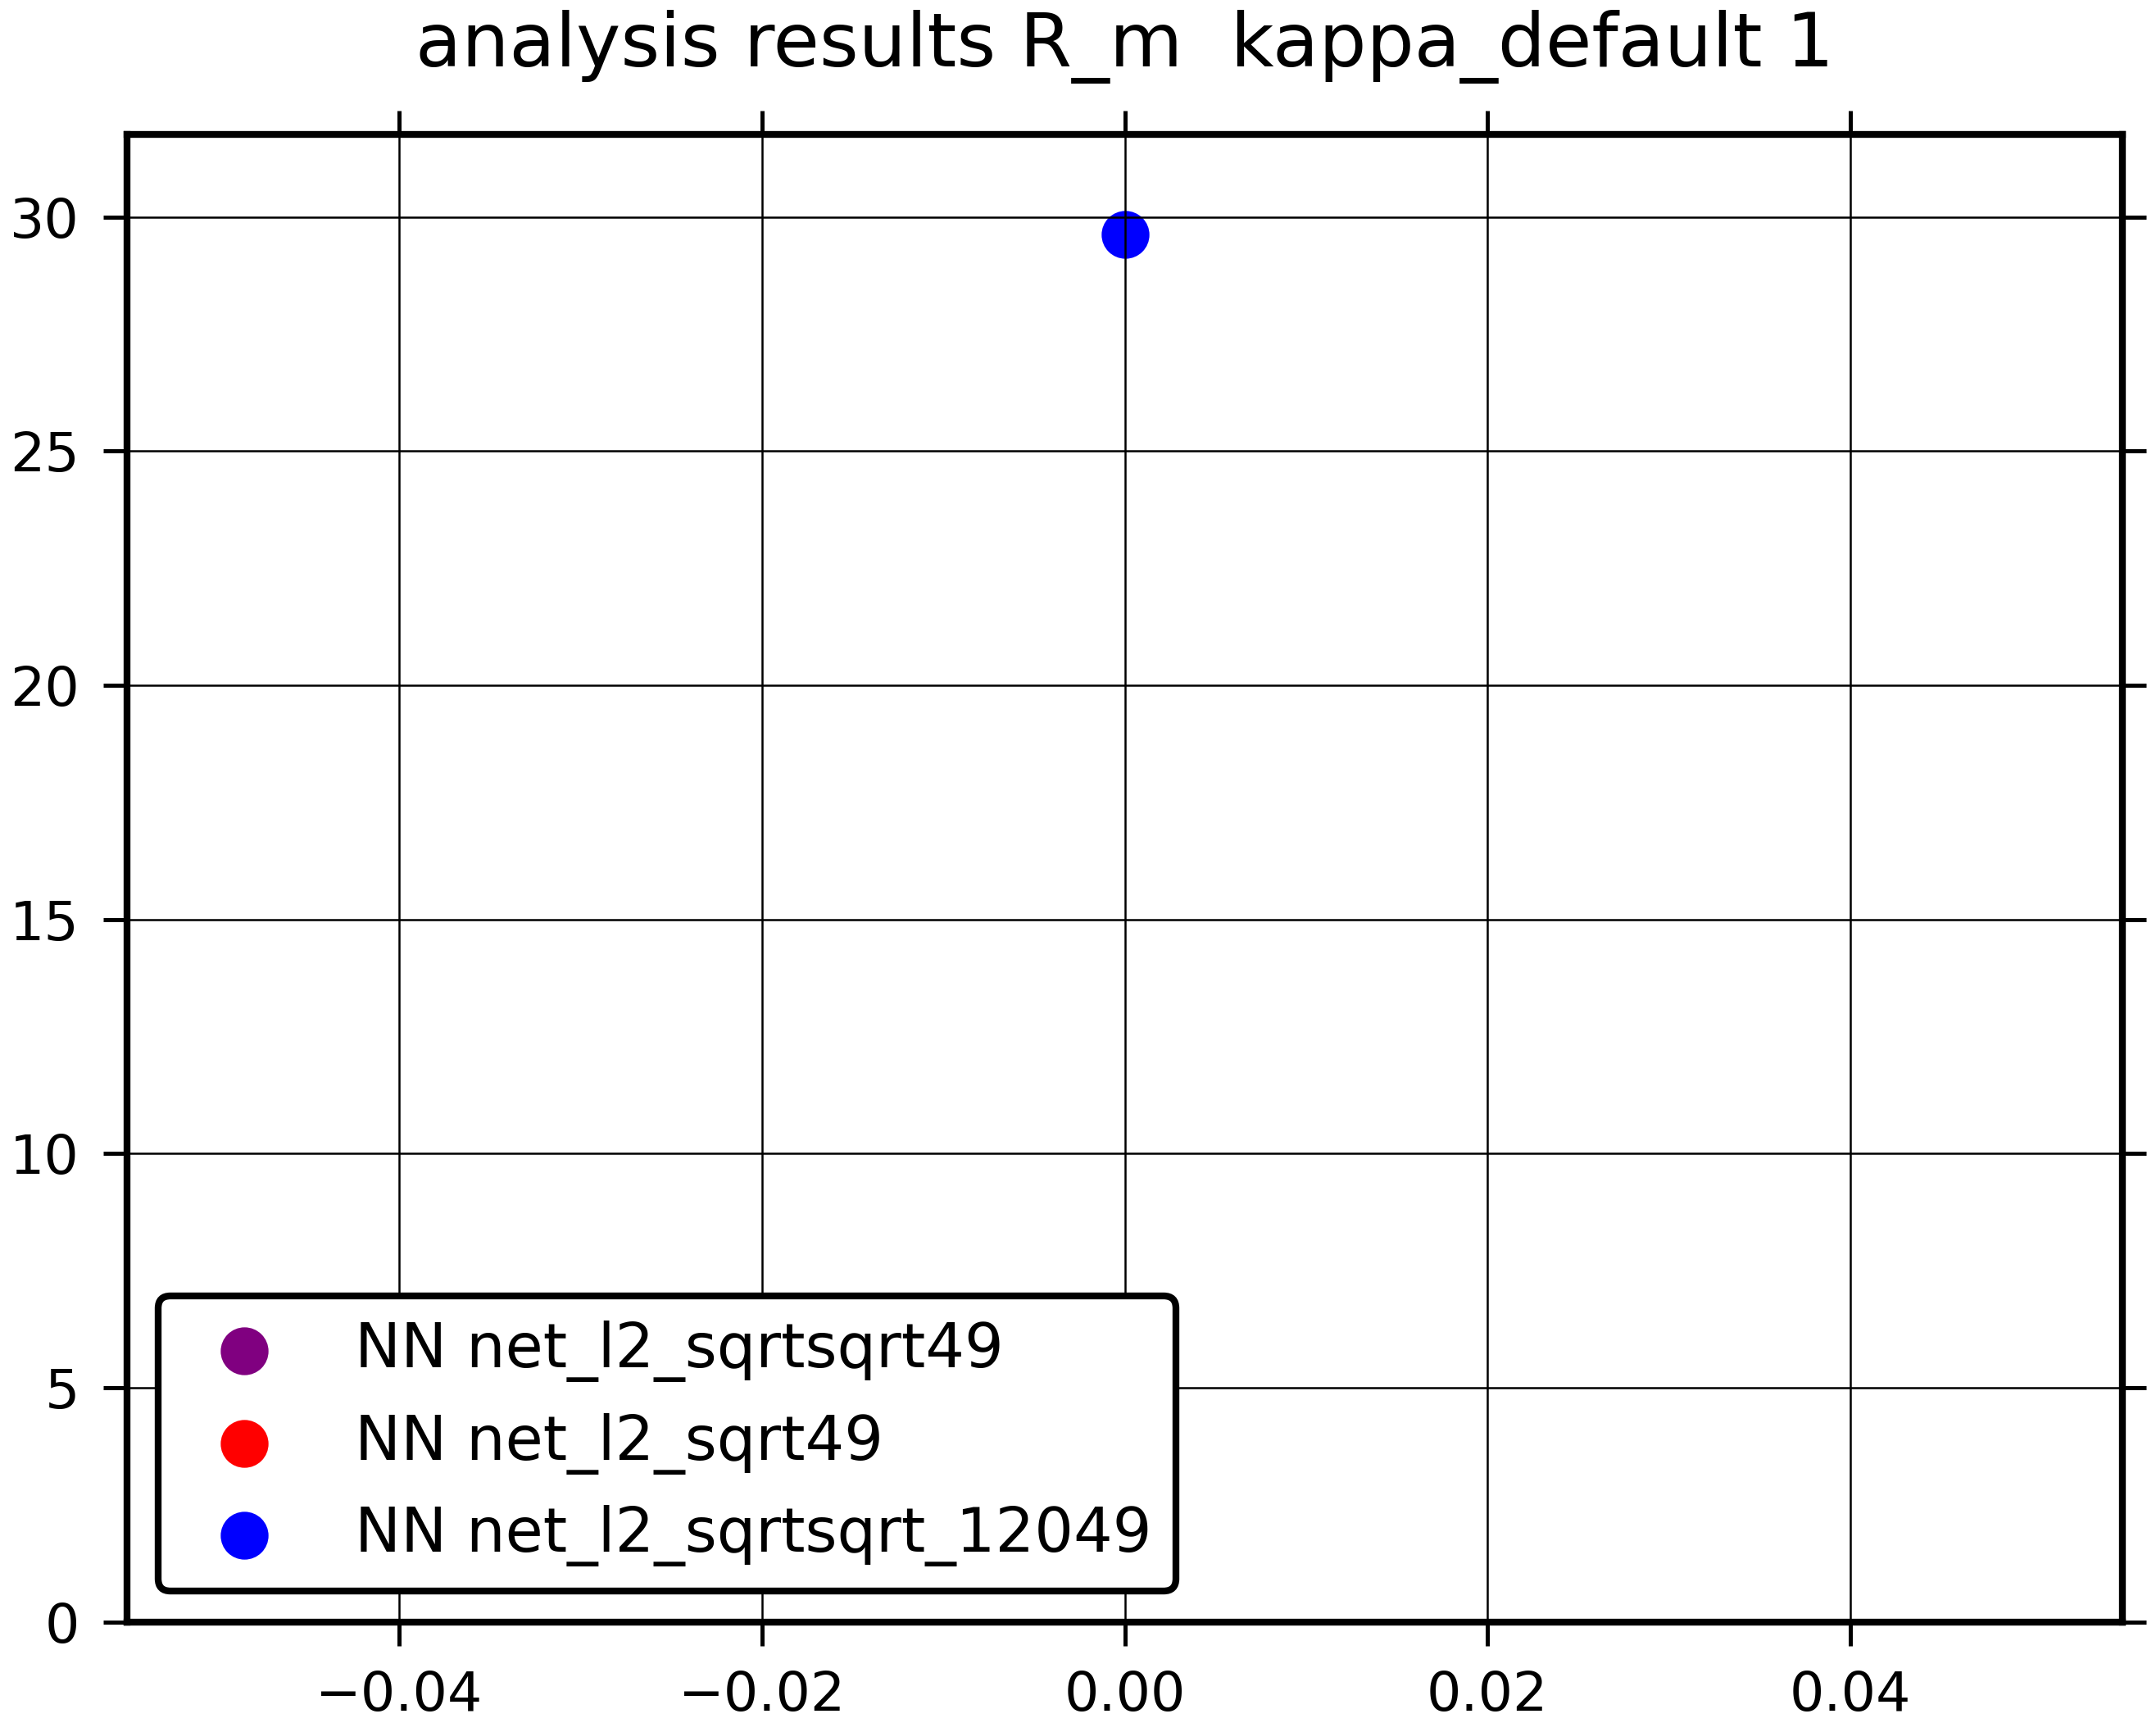 analysis results R_m  kappa_default 1
30
25
20
15
10
5
0
NN net_l2_sqrtsqrt49
NN net_l2_sqrt49
NN net_l2_sqrtsqrt_12049
−0.04 −0.02 0.00 0.02 0.04